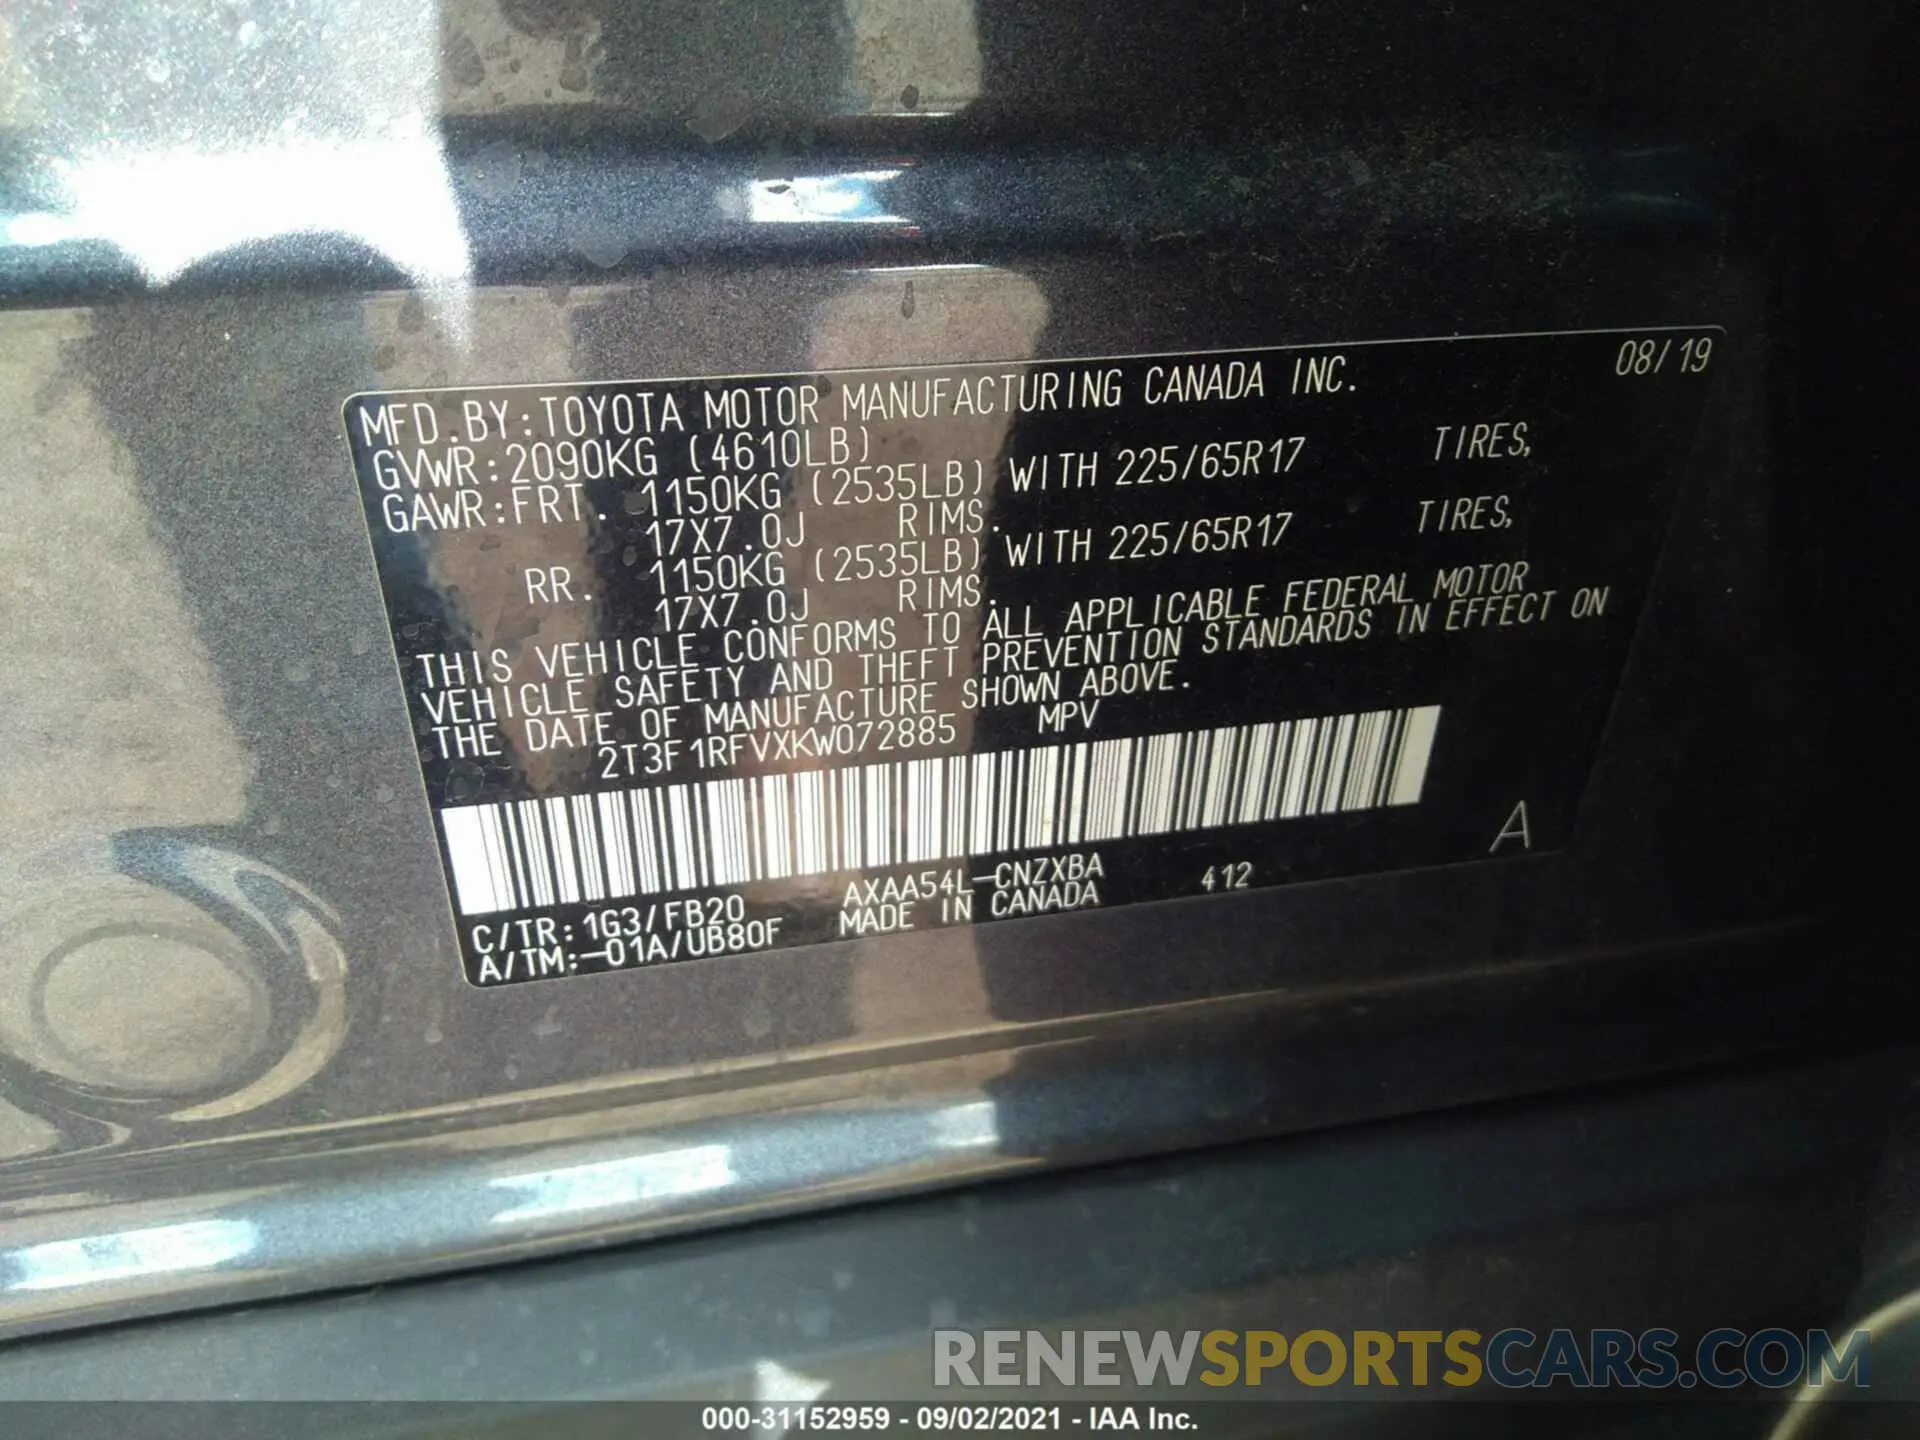 MFD.BY:TOYOTA MOTOR MANUFACTURING CANADA INC. 08/19
GVWR:2090KG (4610LB)
GAWR:FRT. 1150KG (2535LB) WITH 225/65R17 TIRES,
17X7.0J RIMS.
RR. 1150KG (2535LB) WITH 225/65R17 TIRES,
17X7.0J RIMS.
THIS VEHICLE CONFORMS TO ALL APPLICABLE FEDERAL MOTOR
VEHICLE SAFETY AND THEFT PREVENTION STANDARDS IN EFFECT ON
THE DATE OF MANUFACTURE SHOWN ABOVE.
2T3F1RFVXKW072885 MPV
A
C/TR:1G3/FB20 AXAA54L-CNZXBA 412
A/TM:-01A/UB80F MADE IN CANADA
RENEWSPORTSCARS.COM
000-31152959 - 09/02/2021 - IAA Inc.